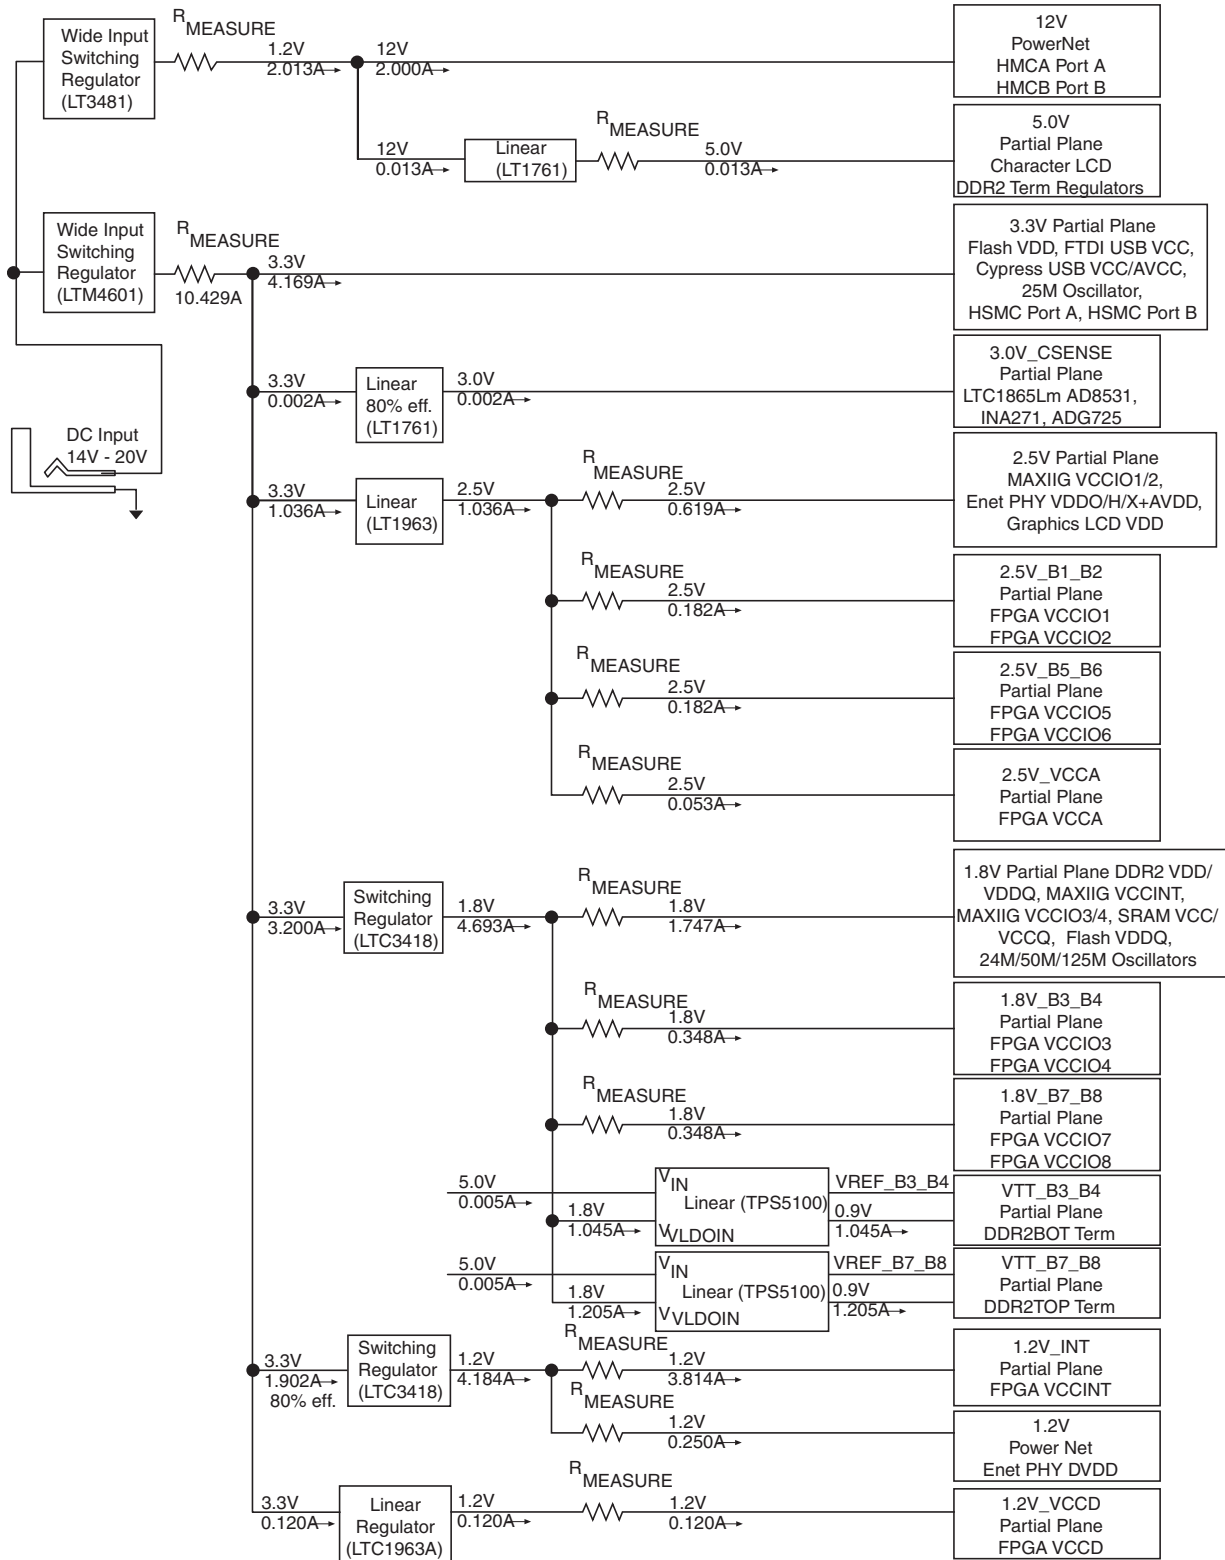 Wide Input
Switching
Regulator
(LT3481)
R
MEASURE
1.2V
2.013A
12V
2.000A
12V
PowerNet
HMCA Port A
HMCB Port B
12V
0.013A
Linear
(LT1761)
R
MEASURE
5.0V
0.013A
5.0V
Partial Plane
Character LCD
DDR2 Term Regulators
Wide Input
Switching
Regulator
(LTM4601)
R
MEASURE
10.429A
3.3V
4.169A
3.3V Partial Plane
Flash VDD, FTDI USB VCC,
Cypress USB VCC/AVCC,
25M Oscillator,
HSMC Port A, HSMC Port B
DC Input
14V - 20V
3.3V
0.002A
Linear
80% eff.
(LT1761)
3.0V
0.002A
3.0V_CSENSE
Partial Plane
LTC1865Lm AD8531,
INA271, ADG725
3.3V
1.036A
Linear
(LT1963)
2.5V
1.036A
R
MEASURE
2.5V
0.619A
2.5V Partial Plane
MAXIIG VCCIO1/2,
Enet PHY VDDO/H/X+AVDD,
Graphics LCD VDD
R
MEASURE
2.5V
0.182A
2.5V_B1_B2
Partial Plane
FPGA VCCIO1
FPGA VCCIO2
R
MEASURE
2.5V
0.182A
2.5V_B5_B6
Partial Plane
FPGA VCCIO5
FPGA VCCIO6
R
MEASURE
2.5V
0.053A
2.5V_VCCA
Partial Plane
FPGA VCCA
3.3V
3.200A
Switching
Regulator
(LTC3418)
1.8V
4.693A
R
MEASURE
1.8V
1.747A
1.8V Partial Plane DDR2 VDD/
VDDQ, MAXIIG VCCINT,
MAXIIG VCCIO3/4, SRAM VCC/
VCCQ, Flash VDDQ,
24M/50M/125M Oscillators
R
MEASURE
1.8V
0.348A
1.8V_B3_B4
Partial Plane
FPGA VCCIO3
FPGA VCCIO4
R
MEASURE
1.8V
0.348A
1.8V_B7_B8
Partial Plane
FPGA VCCIO7
FPGA VCCIO8
5.0V
0.005A
1.8V
1.045A
VIN
Linear (TPS5100)
VVLDOIN
VREF_B3_B4
0.9V
1.045A
VTT_B3_B4
Partial Plane
DDR2BOT Term
5.0V
0.005A
1.8V
1.205A
VIN
Linear (TPS5100)
VVLDOIN
VREF_B7_B8
0.9V
1.205A
VTT_B7_B8
Partial Plane
DDR2TOP Term
3.3V
1.902A
80% eff.
Switching
Regulator
(LTC3418)
1.2V
4.184A
R
MEASURE
1.2V
3.814A
1.2V_INT
Partial Plane
FPGA VCCINT
R
MEASURE
1.2V
0.250A
1.2V
Power Net
Enet PHY DVDD
3.3V
0.120A
Linear
Regulator
(LTC1963A)
1.2V
0.120A
R
MEASURE
1.2V
0.120A
1.2V_VCCD
Partial Plane
FPGA VCCD